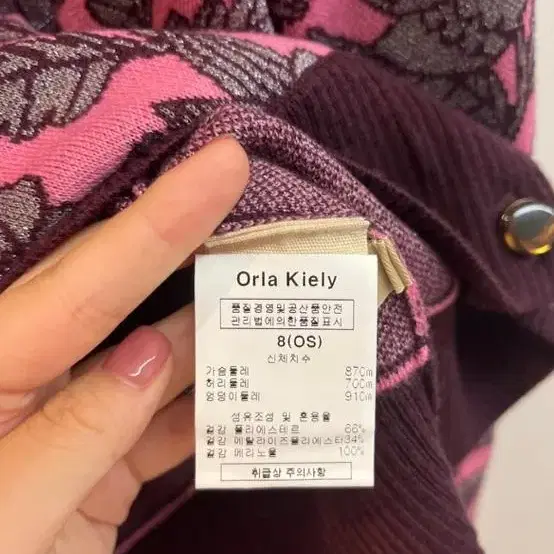 Orla Kiely
품질경영및공산품안전
관리법에의한품질표시
8(OS)
신체치수
가슴둘레 870m
허리둘레 700m
엉덩이둘레 910m
섬유조성 및 혼용율
겉감 폴리에스테르 66%
겉감 메탈라이즈폴리에스터34%
겉감 메리노울 100%
취급상 주의사항